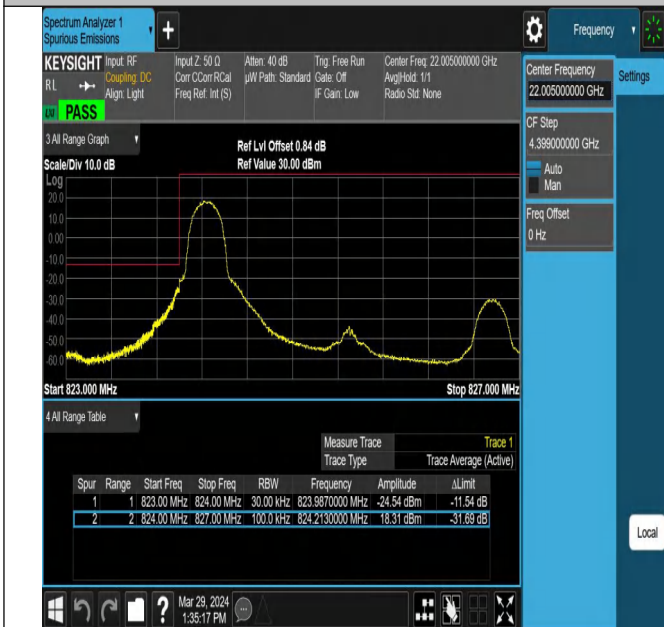 Spectrum Analyzer 1
Spurious Emissions
Frequency
KEYSIGHT
RL
Input: RF
Coupling: DC
Align: Light
Input Z: 50 Ω
Corr CCorr RCal
Freq Ref: Int (S)
Atten: 40 dB
µW Path: Standard
Trig: Free Run
Gate: Off
IF Gain: Low
Center Freq: 22.005000000 GHz
Avg|Hold: 1/1
Radio Std: None
PASS
Center Frequency
22.005000000 GHz
Settings
CF Step
4.399000000 GHz
Auto
Man
Freq Offset
0 Hz
3 All Range Graph
Ref Lvl Offset 0.84 dB
Scale/Div 10.0 dB
Ref Value 30.00 dBm
Log
20.0
10.0
0.00
-10.0
-20.0
-30.0
-40.0
-50.0
-60.0
Start 823.000 MHz
Stop 827.000 MHz
4 All Range Table
Measure Trace Trace 1
Trace Type Trace Average (Active)
Spur Range Start Freq Stop Freq RBW Frequency Amplitude ΔLimit
1 1 823.00 MHz 824.00 MHz 30.00 kHz 823.9870000 MHz -24.54 dBm -11.54 dB
2 2 824.00 MHz 827.00 MHz 100.0 kHz 824.2130000 MHz 18.31 dBm -31.69 dB
Local
?
Mar 29, 2024
1:35:17 PM